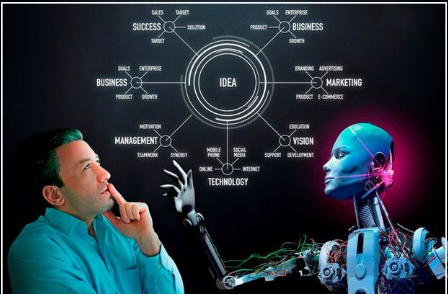 SALES TARGET
SUCCESS SOLUTION
TARGET
GOALS ENTERPRISE
PRODUCT BUSINESS
GROWTH
GOALS ENTERPRISE
BUSINESS
PRODUCT GROWTH
IDEA
BRANDING ADVERTISING
MARKETING
PRODUCT E-COMMERCE
MOTIVATION
MANAGEMENT
TEAMWORK SYNERGY
EDUCATION
VISION
SUPPORT DEVELOPMENT
MOBILE PHONE
SOCIAL MEDIA
ONLINE INTERNET
TECHNOLOGY